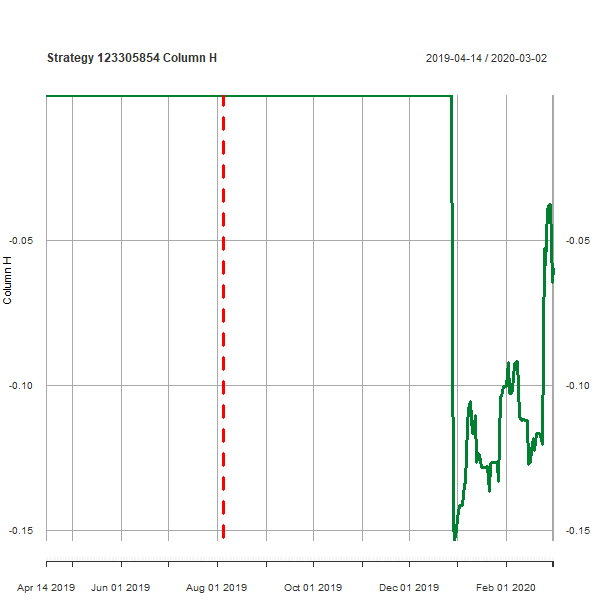 Strategy 123305854 Column H 2019-04-14 / 2020-03-02
-0.05 -0.05
Column H
-0.10 -0.10
-0.15 -0.15
Apr 14 2019 Jun 01 2019 Aug 01 2019 Oct 01 2019 Dec 01 2019 Feb 01 2020